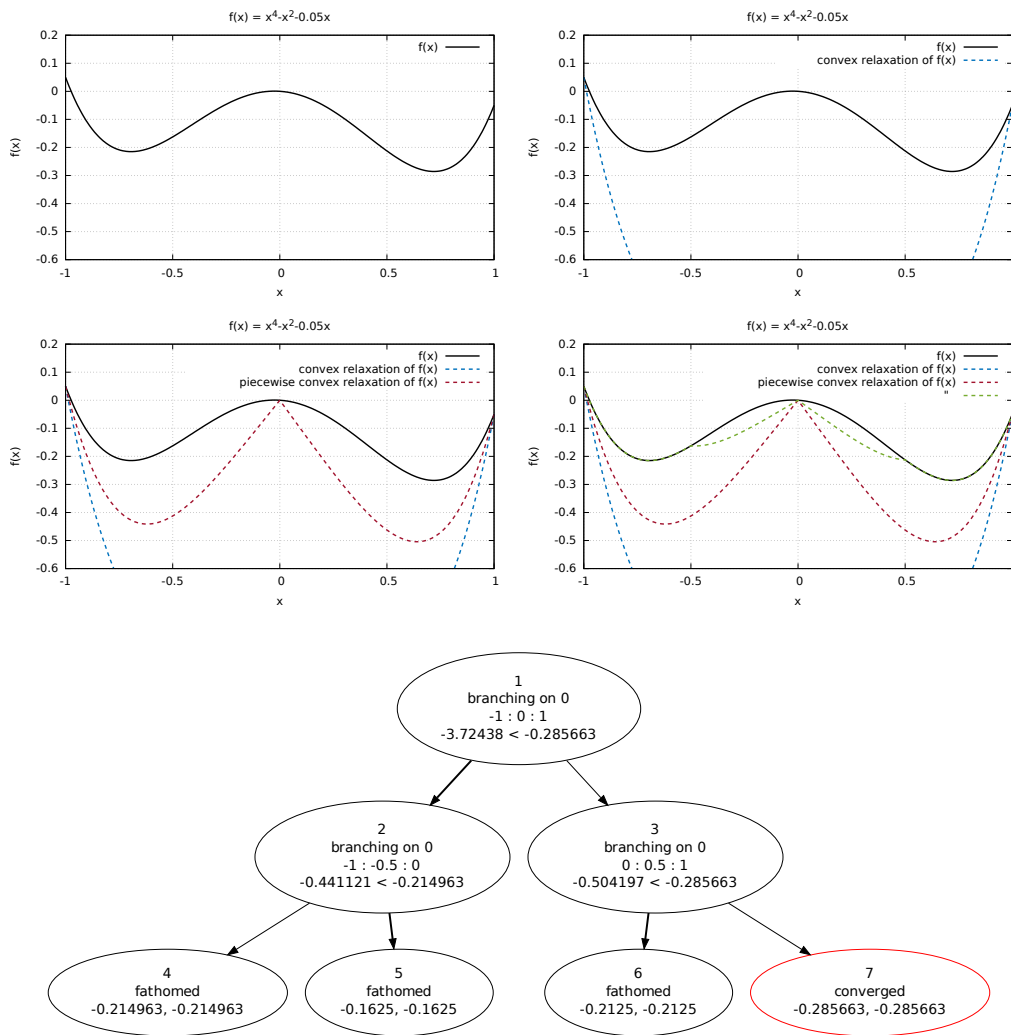 f(x) = x⁴-x²-0.05x
0.2
0.1
0
-0.1
-0.2
-0.3
-0.4
-0.5
-0.6
f(x)
f(x)
-1
-0.5
0
0.5
1
x
f(x) = x⁴-x²-0.05x
0.2
0.1
0
-0.1
-0.2
-0.3
-0.4
-0.5
-0.6
f(x)
f(x)
convex relaxation of f(x)
-1
-0.5
0
0.5
x
f(x) = x⁴-x²-0.05x
0.2
0.1
0
-0.1
-0.2
-0.3
-0.4
-0.5
-0.6
f(x)
f(x)
convex relaxation of f(x)
piecewise convex relaxation of f(x)
-1
-0.5
0
0.5
1
x
f(x) = x⁴-x²-0.05x
0.2
0.1
0
-0.1
-0.2
-0.3
-0.4
-0.5
-0.6
f(x)
f(x)
convex relaxation of f(x)
piecewise convex relaxation of f(x)
"
-1
-0.5
0
0.5
x
1
branching on 0
-1 : 0 : 1
-3.72438 < -0.285663
2
branching on 0
-1 : -0.5 : 0
-0.441121 < -0.214963
3
branching on 0
0 : 0.5 : 1
-0.504197 < -0.285663
4
fathomed
-0.214963, -0.214963
5
fathomed
-0.1625, -0.1625
6
fathomed
-0.2125, -0.2125
7
converged
-0.285663, -0.285663